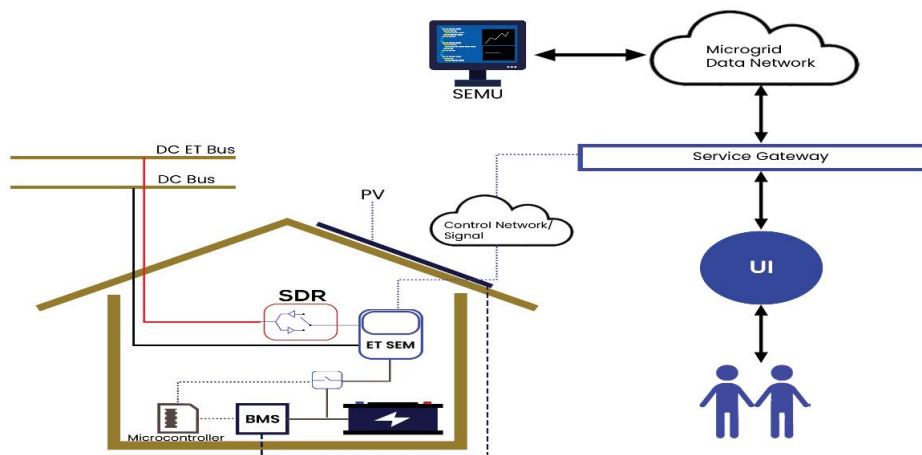 Microgrid
Data Network
SEMU
DC ET Bus
Service Gateway
DC Bus
PV
Control Network/
Signal
UI
SDR
ET SEM
BMS
Microcontroller